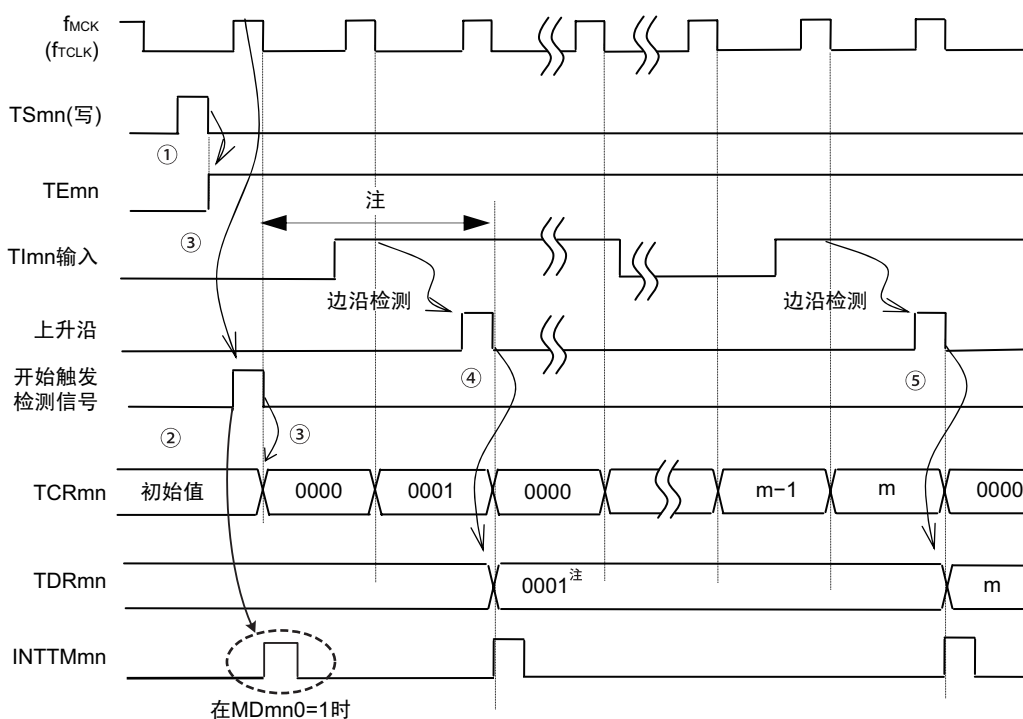 fMCK
(fTCLK)
TSmn(写)
①
TEmn
注
③
TImn输入
边沿检测
边沿检测
上升沿
④
⑤
开始触发
检测信号
②
③
TCRmn
初始值
0000
0001
0000
m−1
m
0000
TDRmn
0001注
m
INTTMmn
在MDmn0=1时